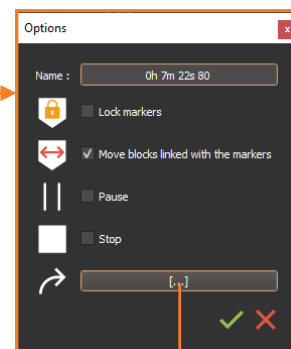 Options
x
Name :
0h 7m 22s 80
Lock markers
Move blocks linked with the markers
Pause
Stop
[...]